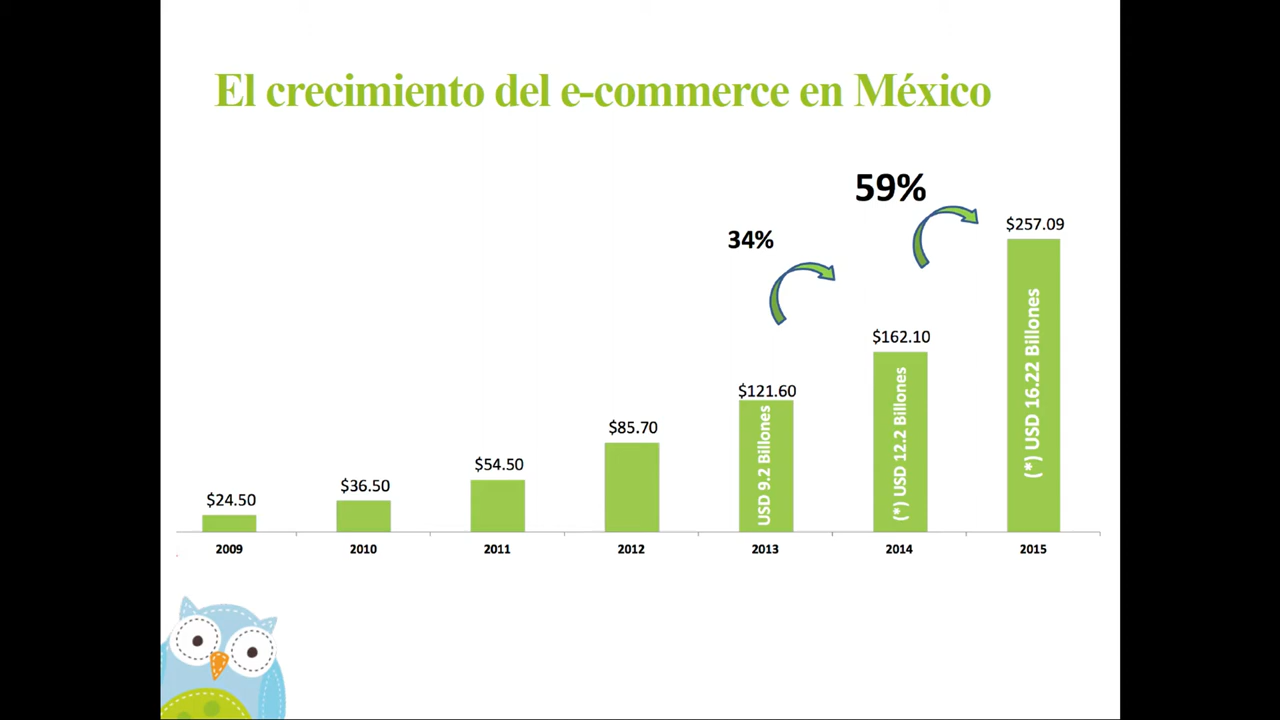 El crecimiento del e-commerce en México
59%
34%
$257.09
$162.10
$121.60
$85.70
$54.50
$36.50
$24.50
USD 9.2 Billones
(*) USD 12.2 Billones
(*) USD 16.22 Billones
2009 2010 2011 2012 2013 2014 2015